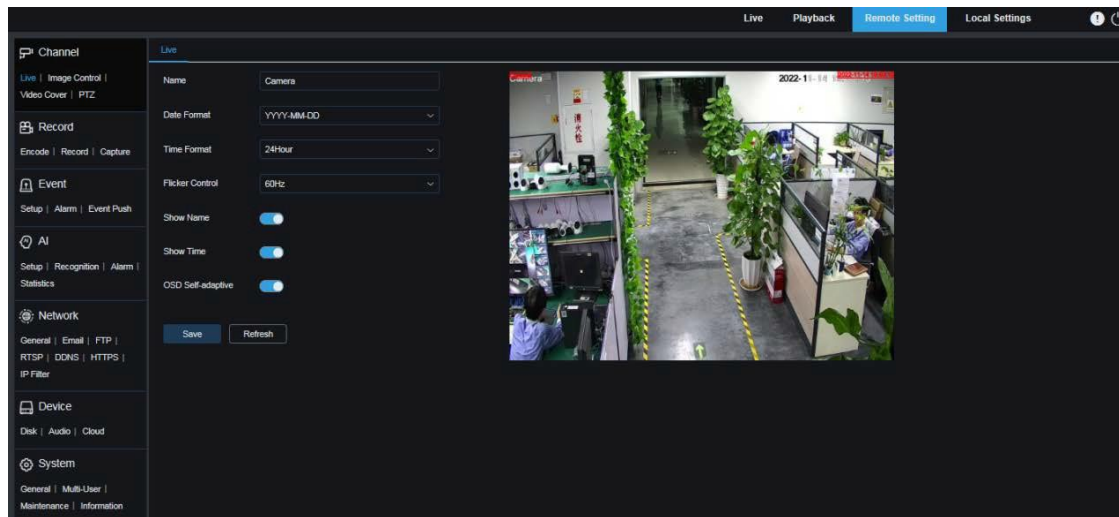 Live Playback Remote Setting Local Settings
Channel
Live | Image Control |
Video Cover | PTZ
Record
Encode | Record | Capture
Event
Setup | Alarm | Event Push
AI
Setup | Recognition | Alarm |
Statistics
Network
General | Email | FTP |
RTSP | DDNS | HTTPS |
IP Filter
Device
Disk | Audio | Cloud
System
General | Multi-User |
Maintenance | Information
Live
Name Camera
Date Format YYYY-MM-DD
Time Format 24Hour
Flicker Control 60Hz
Show Name
Show Time
OSD Self-adaptive
Save Refresh
Camera
消火栓